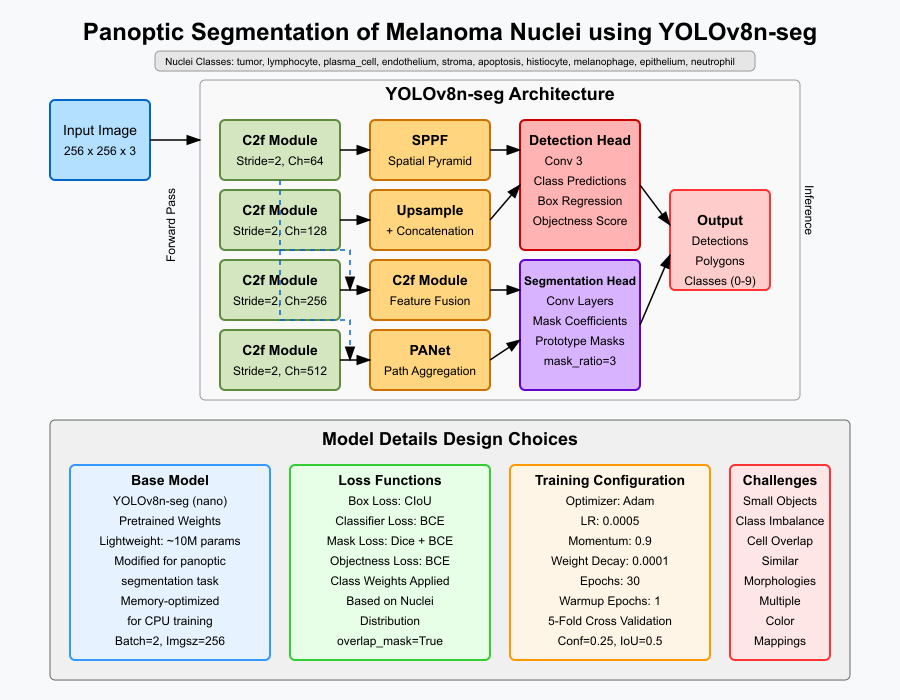 Panoptic Segmentation of Melanoma Nuclei using YOLOv8n-seg
Nuclei Classes: tumor, lymphocyte, plasma_cell, endothelium, stroma, apoptosis, histiocyte, melanophage, epithelium, neutrophil
YOLOv8n-seg Architecture
Input Image
256 x 256 x 3
Forward Pass
C2f Module
Stride=2, Ch=64
C2f Module
Stride=2, Ch=128
C2f Module
Stride=2, Ch=256
C2f Module
Stride=2, Ch=512
SPPF
Spatial Pyramid
Upsample
+ Concatenation
C2f Module
Feature Fusion
PANet
Path Aggregation
Detection Head
Conv 3
Class Predictions
Box Regression
Objectness Score
Segmentation Head
Conv Layers
Mask Coefficients
Prototype Masks
mask_ratio=3
Output
Detections
Polygons
Classes (0-9)
Inference
Model Details Design Choices
Base Model
YOLOv8n-seg (nano)
Pretrained Weights
Lightweight: ~10M params
Modified for panoptic
segmentation task
Memory-optimized
for CPU training
Batch=2, Imgsz=256
Loss Functions
Box Loss: CIoU
Classifier Loss: BCE
Mask Loss: Dice + BCE
Objectness Loss: BCE
Class Weights Applied
Based on Nuclei
Distribution
overlap_mask=True
Training Configuration
Optimizer: Adam
LR: 0.0005
Momentum: 0.9
Weight Decay: 0.0001
Epochs: 30
Warmup Epochs: 1
5-Fold Cross Validation
Conf=0.25, IoU=0.5
Challenges
Small Objects
Class Imbalance
Cell Overlap
Similar
Morphologies
Multiple
Color
Mappings